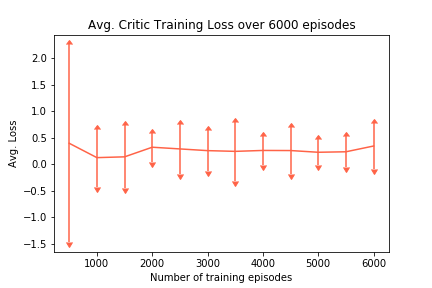 Avg. Critic Training Loss over 6000 episodes
Avg. Loss
2.0
1.5
1.0
0.5
0.0
−0.5
−1.0
−1.5
1000 2000 3000 4000 5000 6000
Number of training episodes